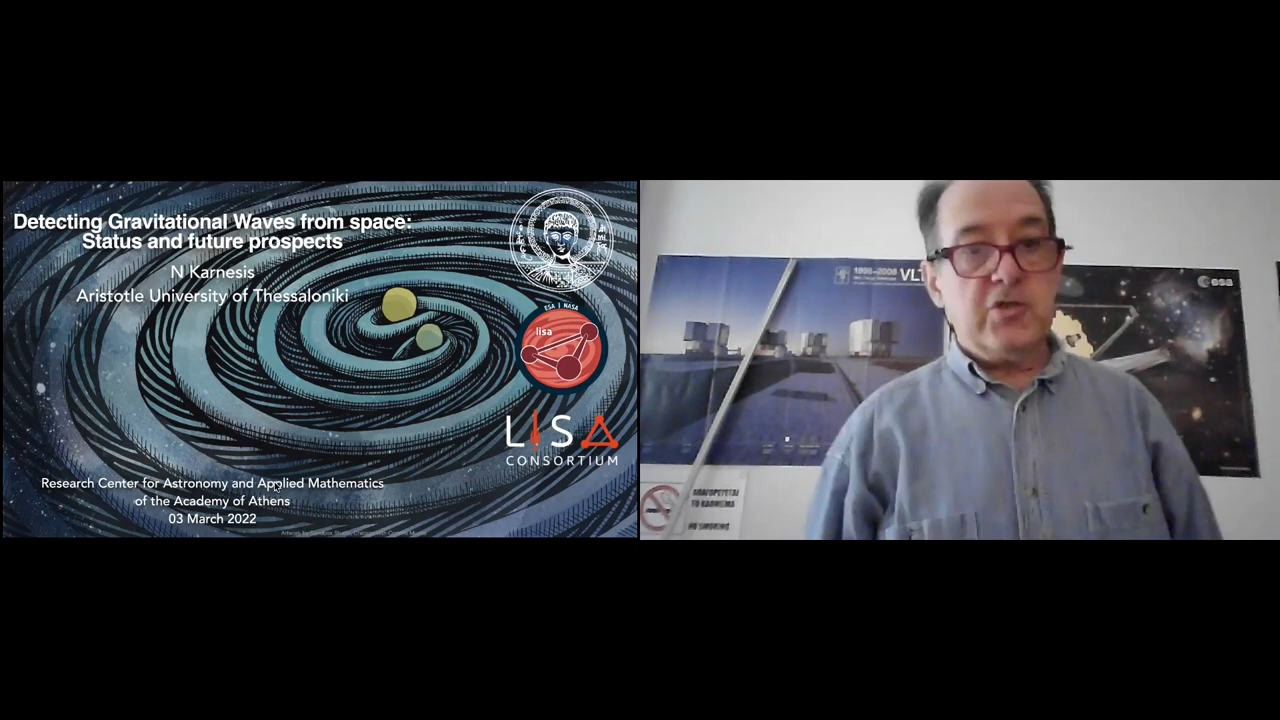 Detecting Gravitational Waves from space:
Status and future prospects
N Karnesis
Aristotle University of Thessaloniki
ESA | NASA
lisa
LISA
CONSORTIUM
Research Center for Astronomy and Applied Mathematics
of the Academy of Athens
03 March 2022
1998–2008
VLT
esa
ΑΠΑΓΟΡΕΥΕΤΑΙ
ΤΟ ΚΑΠΝΙΣΜΑ
NO SMOKING